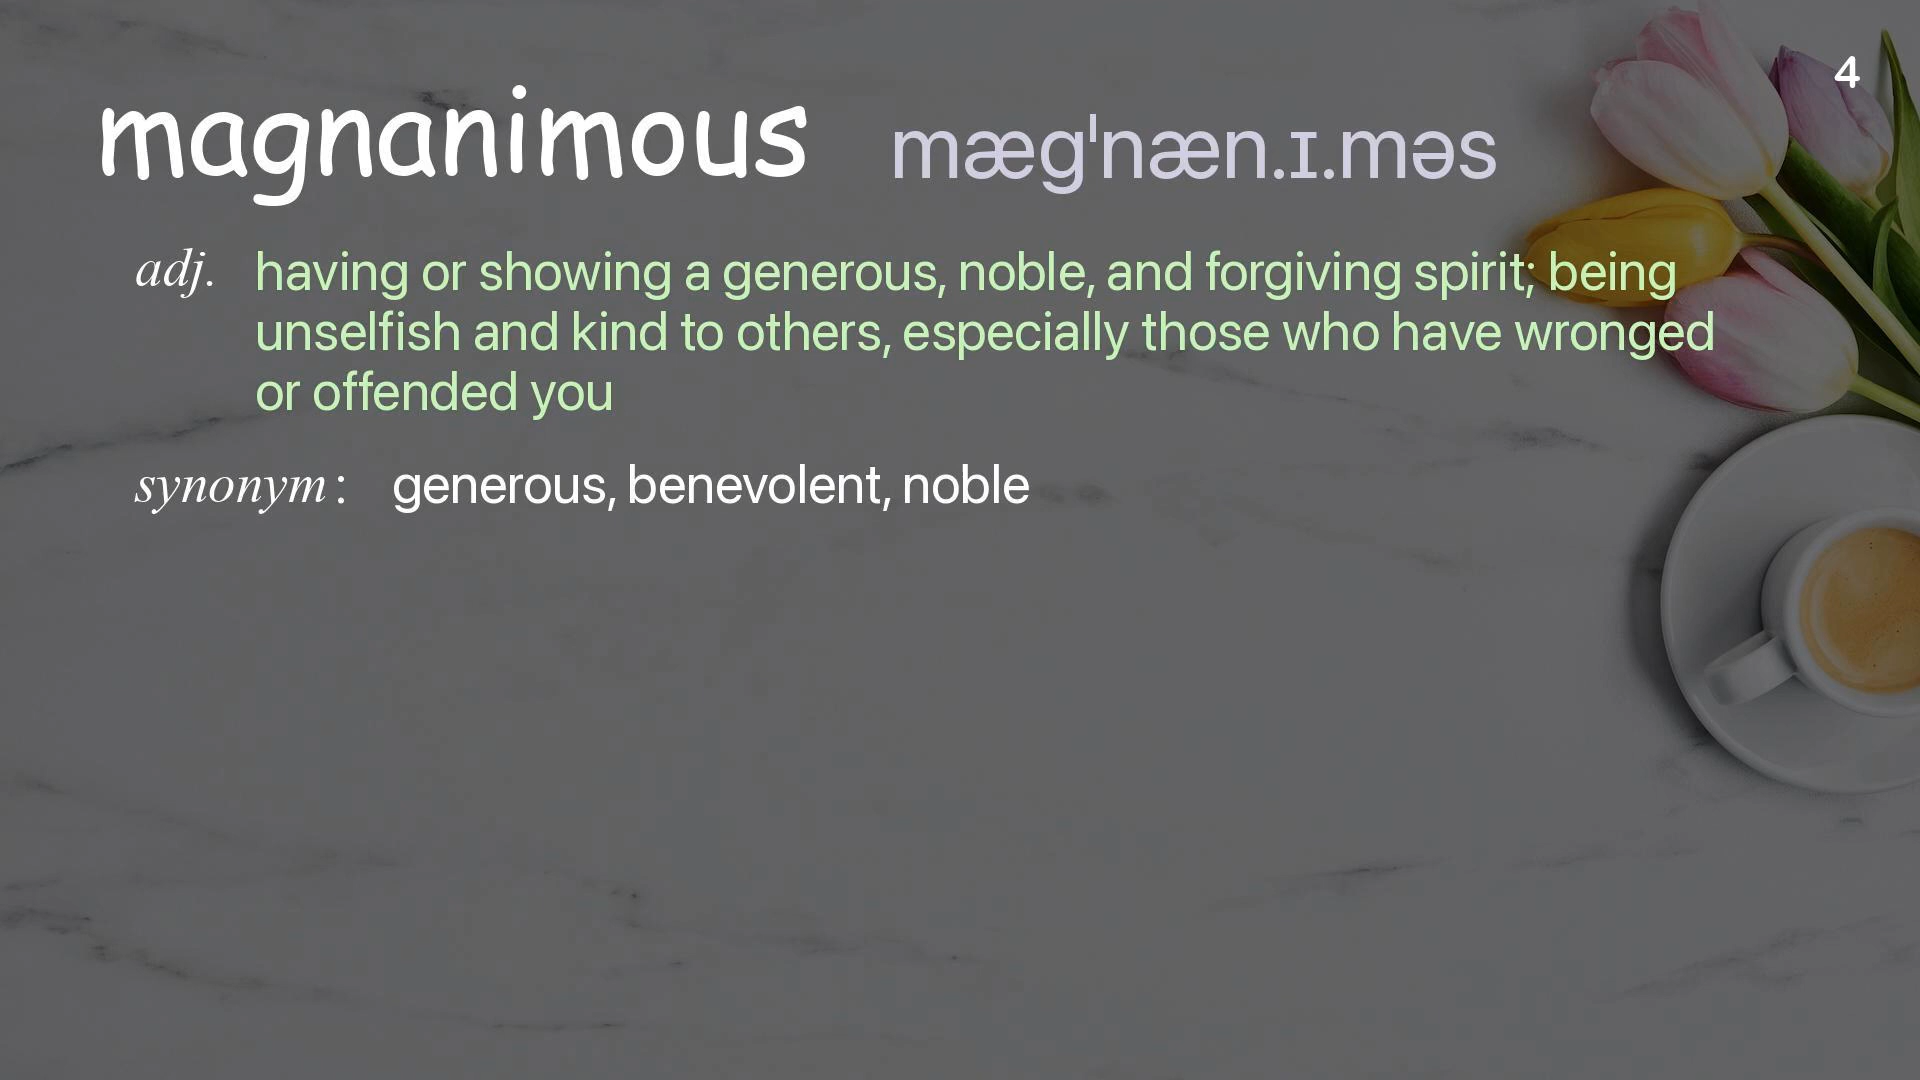 4
magnanimous mægˈnæn.ɪ.məs
adj. having or showing a generous, noble, and forgiving spirit; being
unselfish and kind to others, especially those who have wronged
or offended you
synonym : generous, benevolent, noble